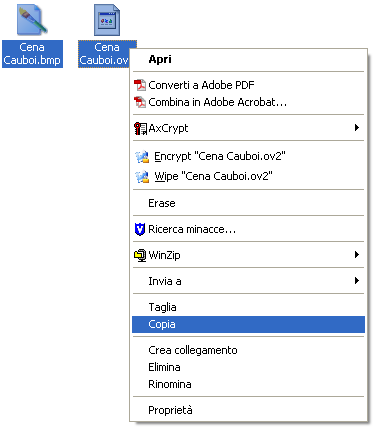 Cena
Cauboi.bmp
Cena
Cauboi.ov
Apri
Converti a Adobe PDF
Combina in Adobe Acrobat...
AxCrypt
Encrypt "Cena Cauboi.ov2"
Wipe "Cena Cauboi.ov2"
Erase
Ricerca minacce...
WinZip
Invia a
Taglia
Copia
Crea collegamento
Elimina
Rinomina
Proprietà